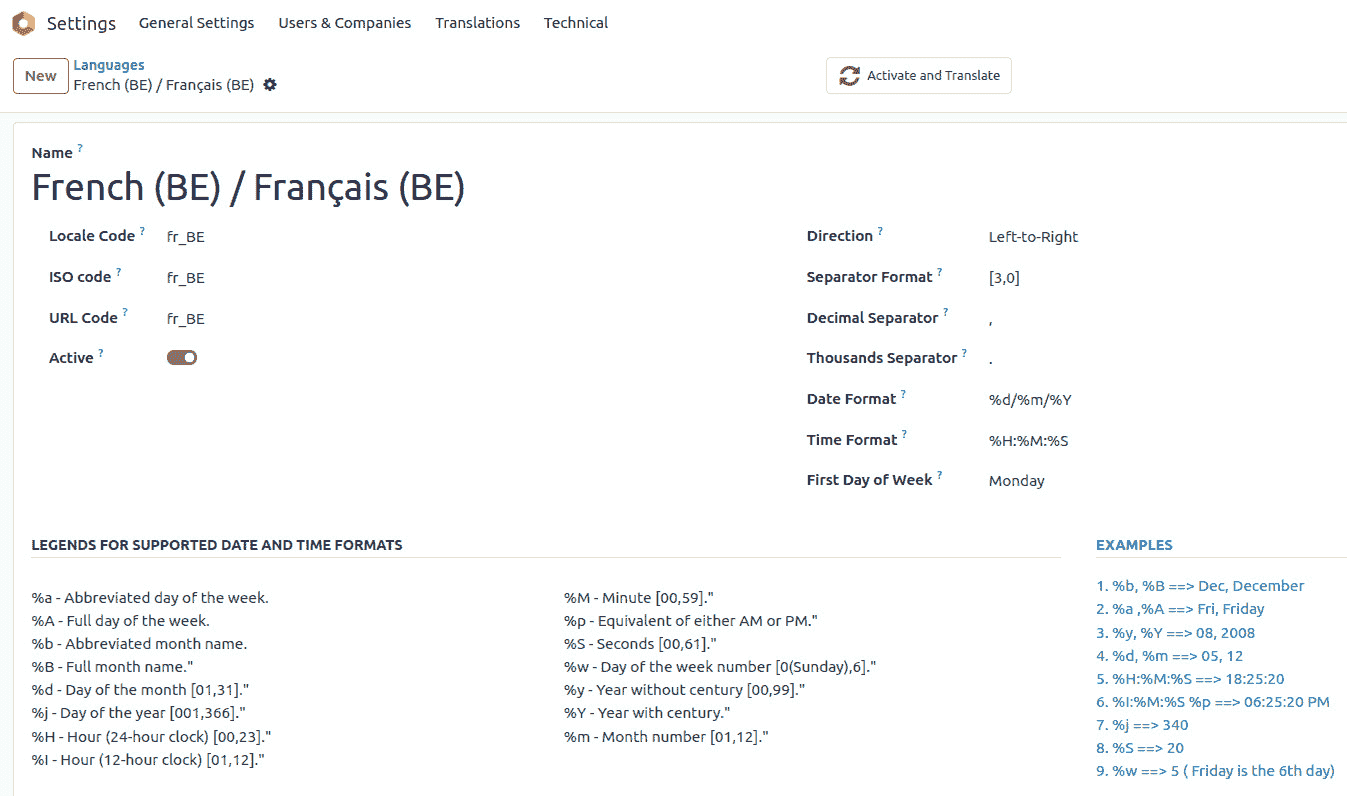 Settings General Settings Users & Companies Translations Technical
New
Languages
French (BE) / Français (BE)
Activate and Translate
Name ?
French (BE) / Français (BE)
Locale Code ? fr_BE
ISO code ? fr_BE
URL Code ? fr_BE
Active ?
Direction ? Left-to-Right
Separator Format ? [3,0]
Decimal Separator ? ,
Thousands Separator ? .
Date Format ? %d/%m/%Y
Time Format ? %H:%M:%S
First Day of Week ? Monday
LEGENDS FOR SUPPORTED DATE AND TIME FORMATS
%a - Abbreviated day of the week.
%A - Full day of the week.
%b - Abbreviated month name.
%B - Full month name."
%d - Day of the month [01,31]."
%j - Day of the year [001,366]."
%H - Hour (24-hour clock) [00,23]."
%I - Hour (12-hour clock) [01,12]."
%M - Minute [00,59]."
%p - Equivalent of either AM or PM."
%S - Seconds [00,61]."
%w - Day of the week number [0(Sunday),6]."
%y - Year without century [00,99]."
%Y - Year with century."
%m - Month number [01,12]."
EXAMPLES
1. %b, %B ==> Dec, December
2. %a ,%A ==> Fri, Friday
3. %y, %Y ==> 08, 2008
4. %d, %m ==> 05, 12
5. %H:%M:%S ==> 18:25:20
6. %I:%M:%S %p ==> 06:25:20 PM
7. %j ==> 340
8. %S ==> 20
9. %w ==> 5 ( Friday is the 6th day)